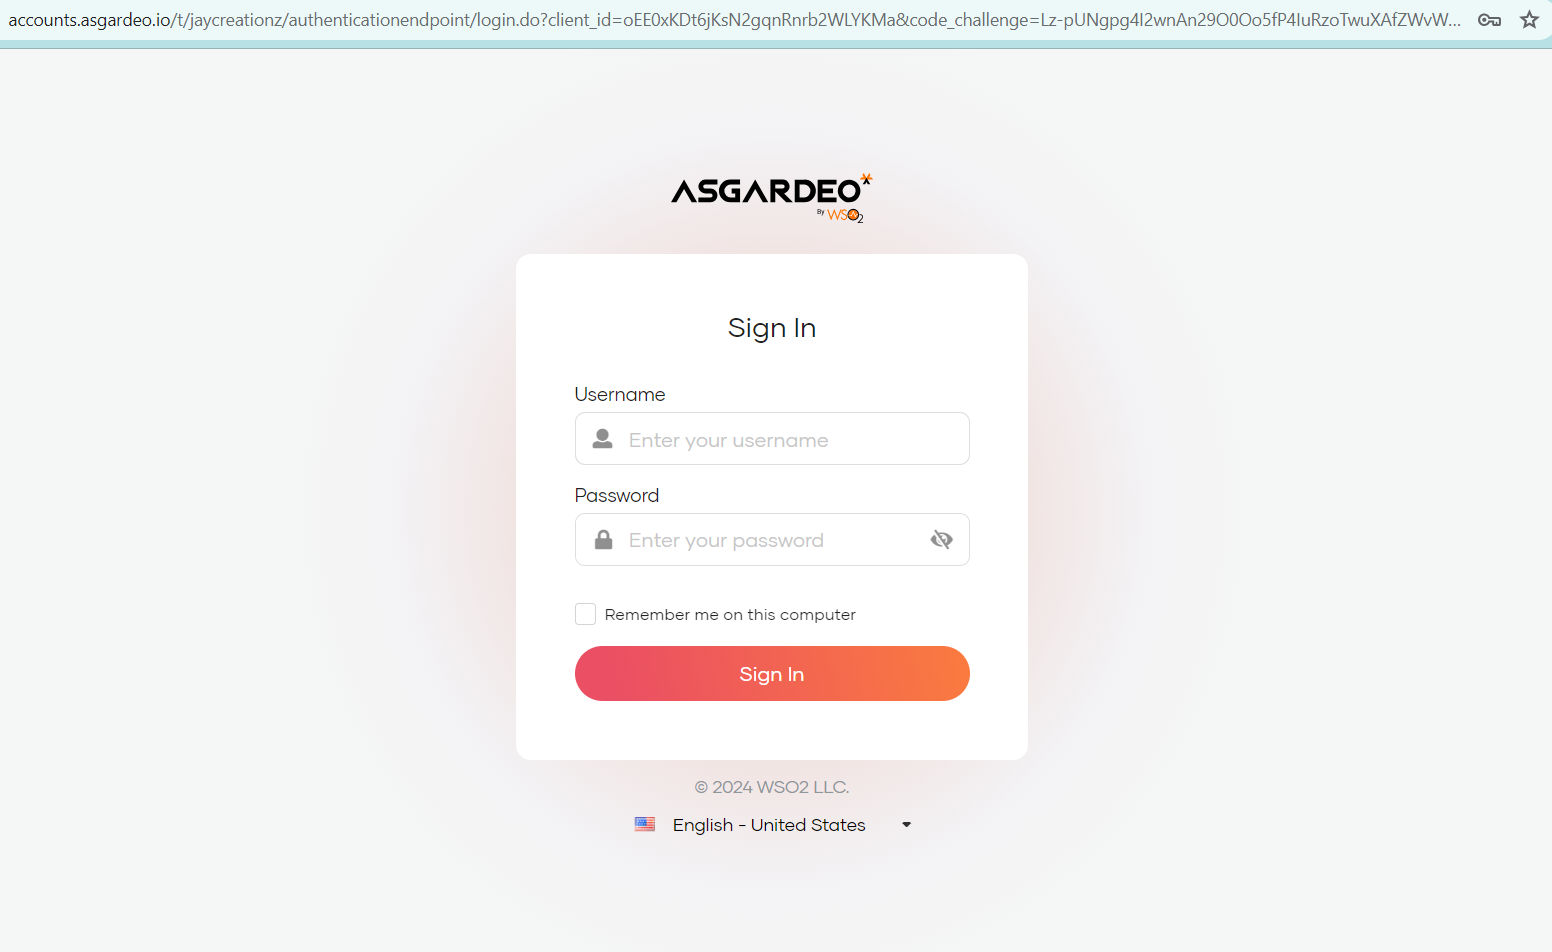 accounts.asgardeo.io/t/jaycreationz/authenticationendpoint/login.do?client_id=oEE0xKDt6jKsN2gqnRnrb2WLYKMa&code_challenge=Lz-pUNgpg4I2wnAn29O0Oo5fP4IuRzoTwuXAfZWvW...
ASGARDEO
By WSO2
Sign In
Username
Enter your username
Password
Enter your password
Remember me on this computer
Sign In
© 2024 WSO2 LLC.
English - United States